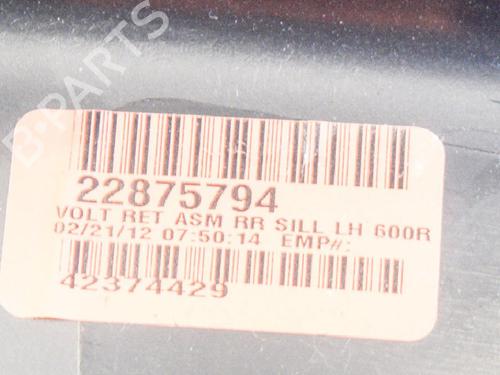 B-PARTS
22875794
VOLT RET ASM RR SILL LH 600R
02/21/12 07:50:14 EMP#:
42374429